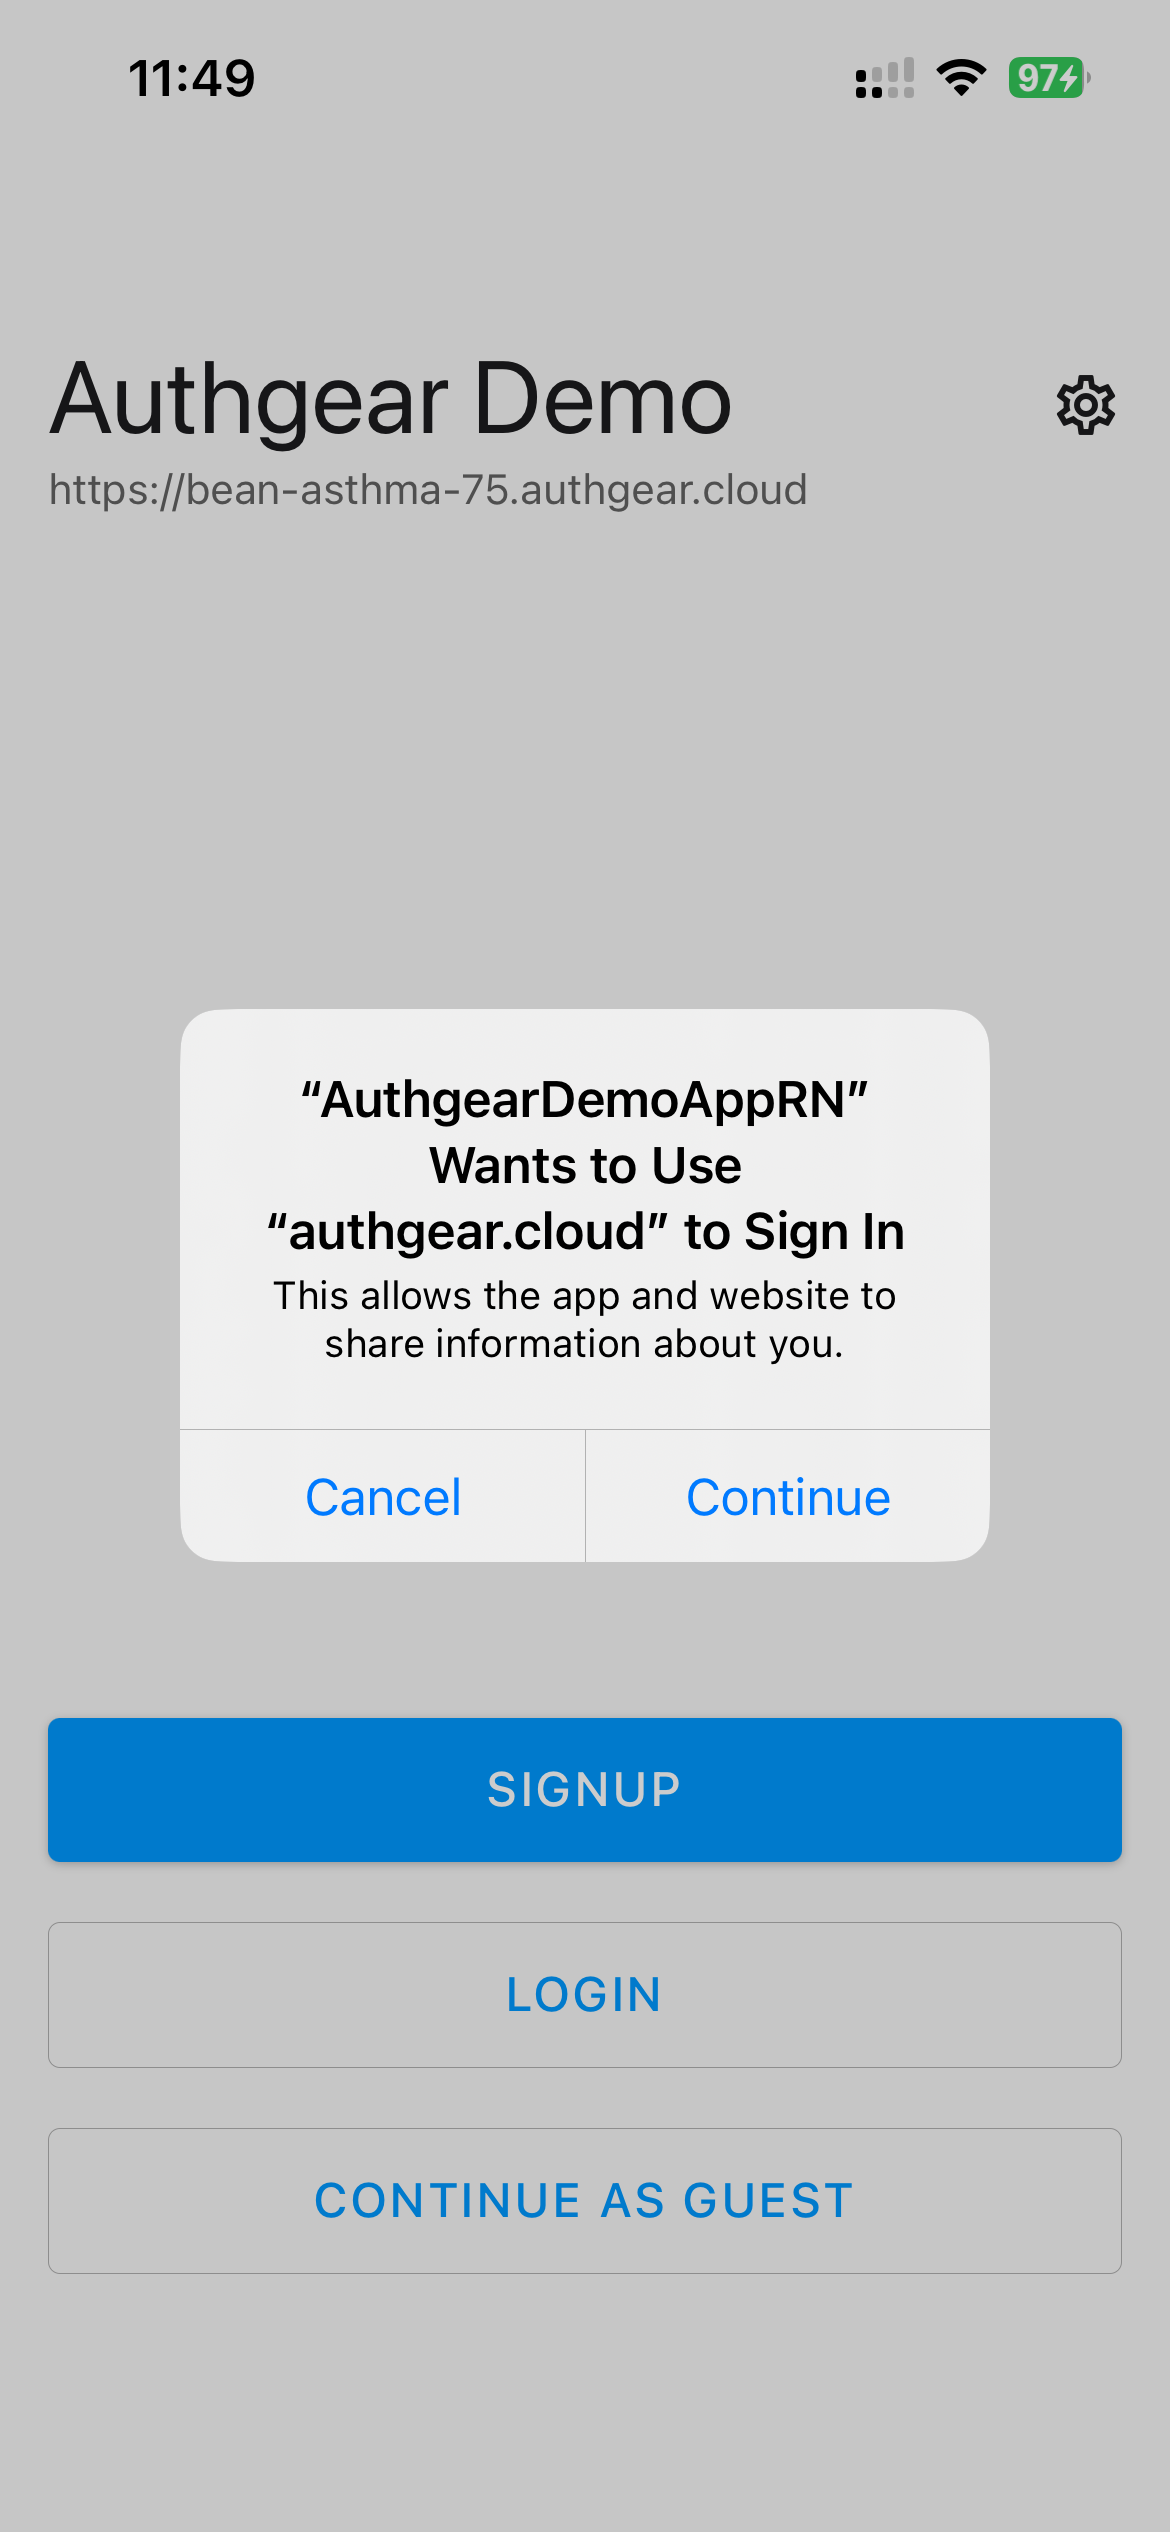 11:49
97
Authgear Demo
https://bean-asthma-75.authgear.cloud
“AuthgearDemoAppRN”
Wants to Use
“authgear.cloud” to Sign In
This allows the app and website to
share information about you.
Cancel
Continue
SIGNUP
LOGIN
CONTINUE AS GUEST